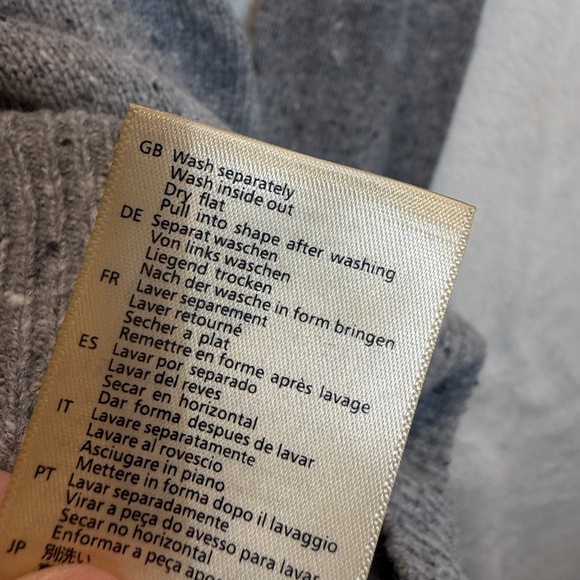 GB Wash separately
Wash inside out
Dry flat
Pull into shape after washing
DE Separat waschen
Von links waschen
Liegend trocken
Nach der wasche in form bringen
FR Laver separement
Laver retourné
Secher a plat
Remettre en forme après lavage
ES Lavar por separado
Lavar del reves
Secar en horizontal
Dar forma despues de lavar
IT Lavare separatamente
Lavare al rovescio
Asciugare in piano
Mettere in forma dopo il lavaggio
PT Lavar separadamente
Virar a peça do avesso para lavar
Secar no horizontal
Enformar a peça
JP 別洗い